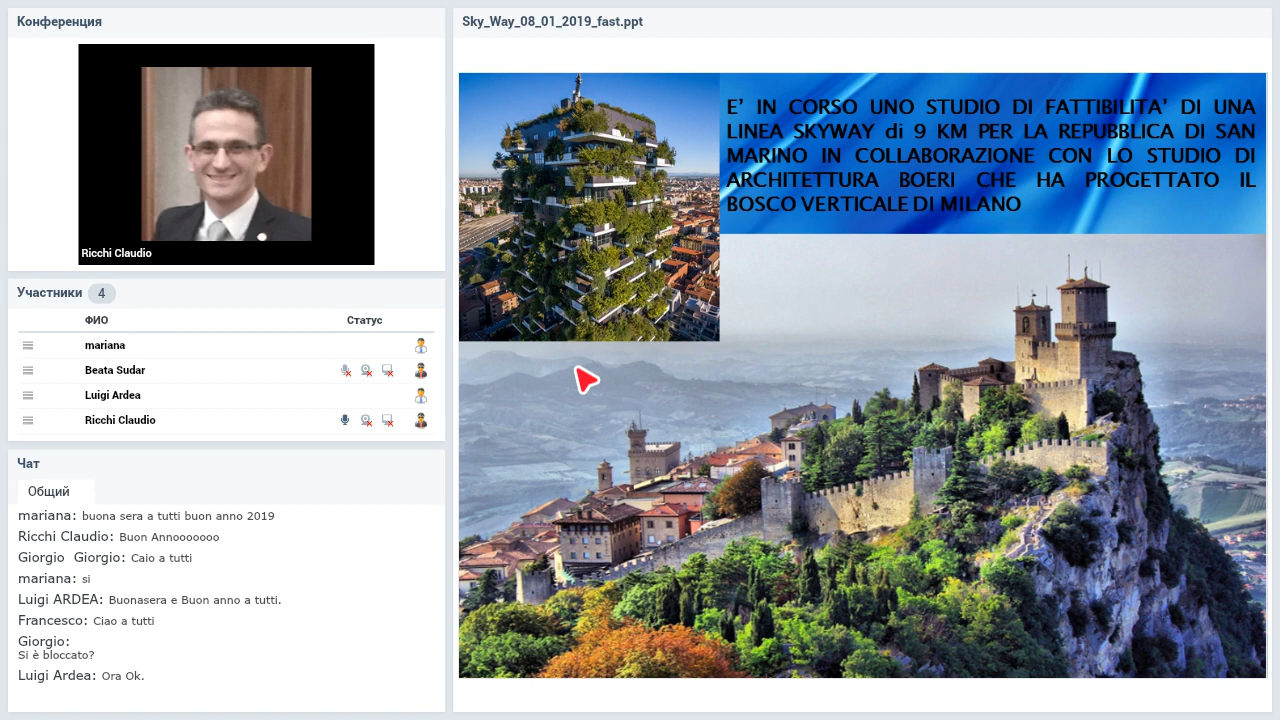 Конференция
Ricchi Claudio
Участники 4
ФИО Статус
mariana
Beata Sudar
Luigi Ardea
Ricchi Claudio
Чат
Общий
mariana: buona sera a tutti buon anno 2019
Ricchi Claudio: Buon Annooooooo
Giorgio Giorgio: Caio a tutti
mariana: si
Luigi ARDEA: Buonasera e Buon anno a tutti.
Francesco: Ciao a tutti
Giorgio:
Si è bloccato?
Luigi Ardea: Ora Ok.
Sky_Way_08_01_2019_fast.ppt
E’ IN CORSO UNO STUDIO DI FATTIBILITA’ DI UNA
LINEA SKYWAY di 9 KM PER LA REPUBBLICA DI SAN
MARINO IN COLLABORAZIONE CON LO STUDIO DI
ARCHITETTURA BOERI CHE HA PROGETTATO IL
BOSCO VERTICALE DI MILANO